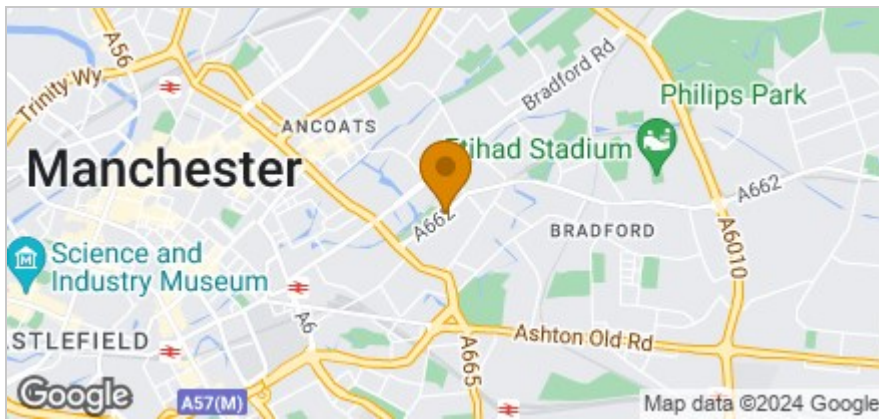 A56
Trinity Wy
Bradford Rd
Philips Park
ANCOATS
Etihad Stadium
Manchester
A662
A662
BRADFORD
A6010
Science and
Industry Museum
A6
ASTLEFIELD
Ashton Old Rd
A665
Google
A57(M)
Map data ©2024 Google